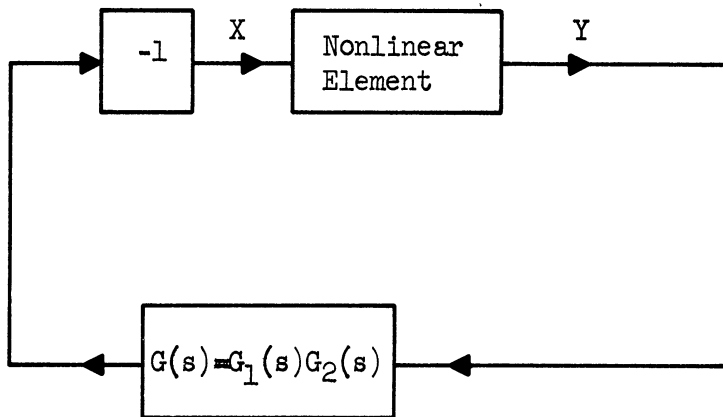 -1
X
Nonlinear
Element
Y
G(s)=G₁(s)G₂(s)